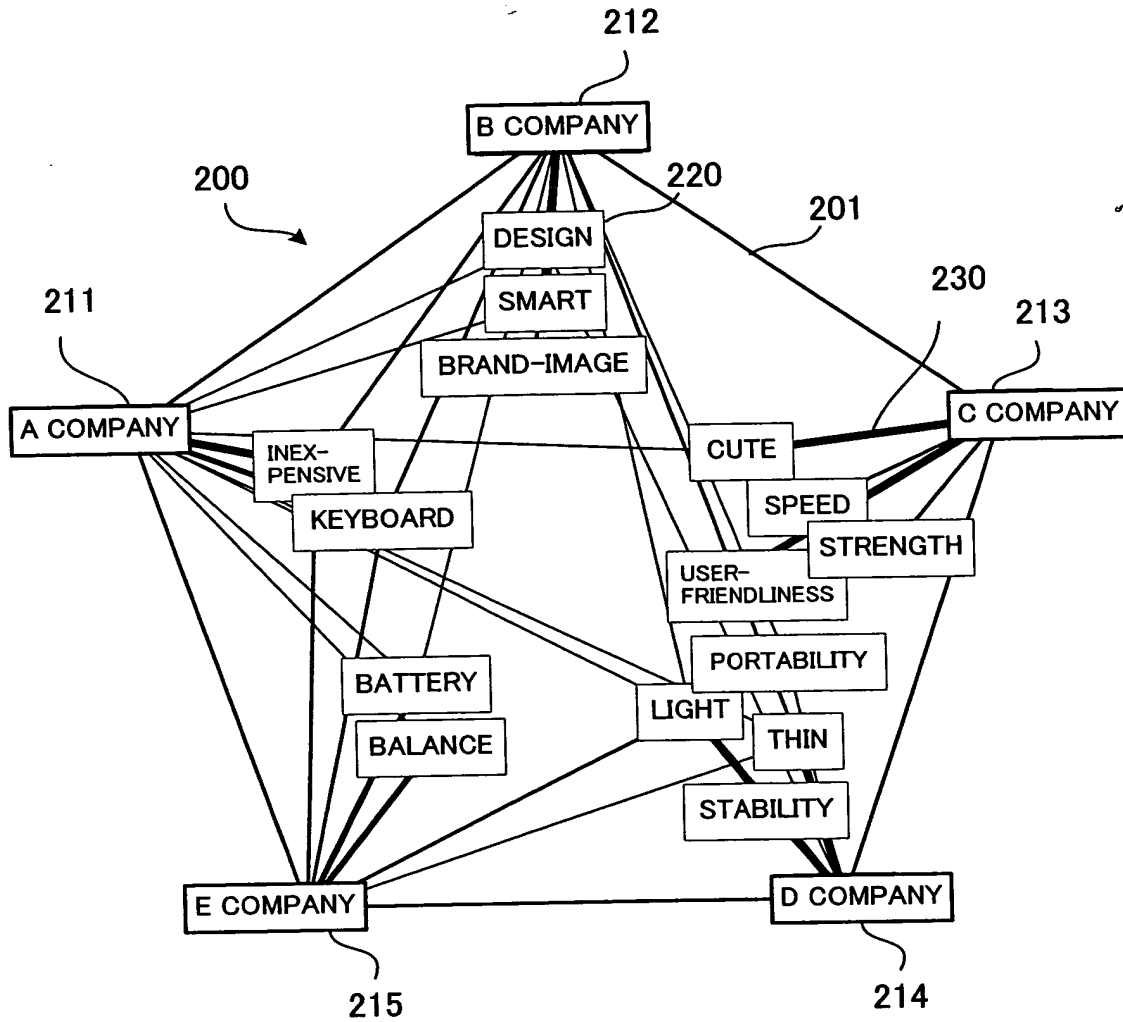 212
B COMPANY
200
220
DESIGN
201
SMART
230
211
213
BRAND-IMAGE
A COMPANY
C COMPANY
CUTE
INEX-
PENSIVE
SPEED
KEYBOARD
STRENGTH
USER-
FRIENDLINESS
PORTABILITY
BATTERY
LIGHT
BALANCE
THIN
STABILITY
E COMPANY
D COMPANY
215
214